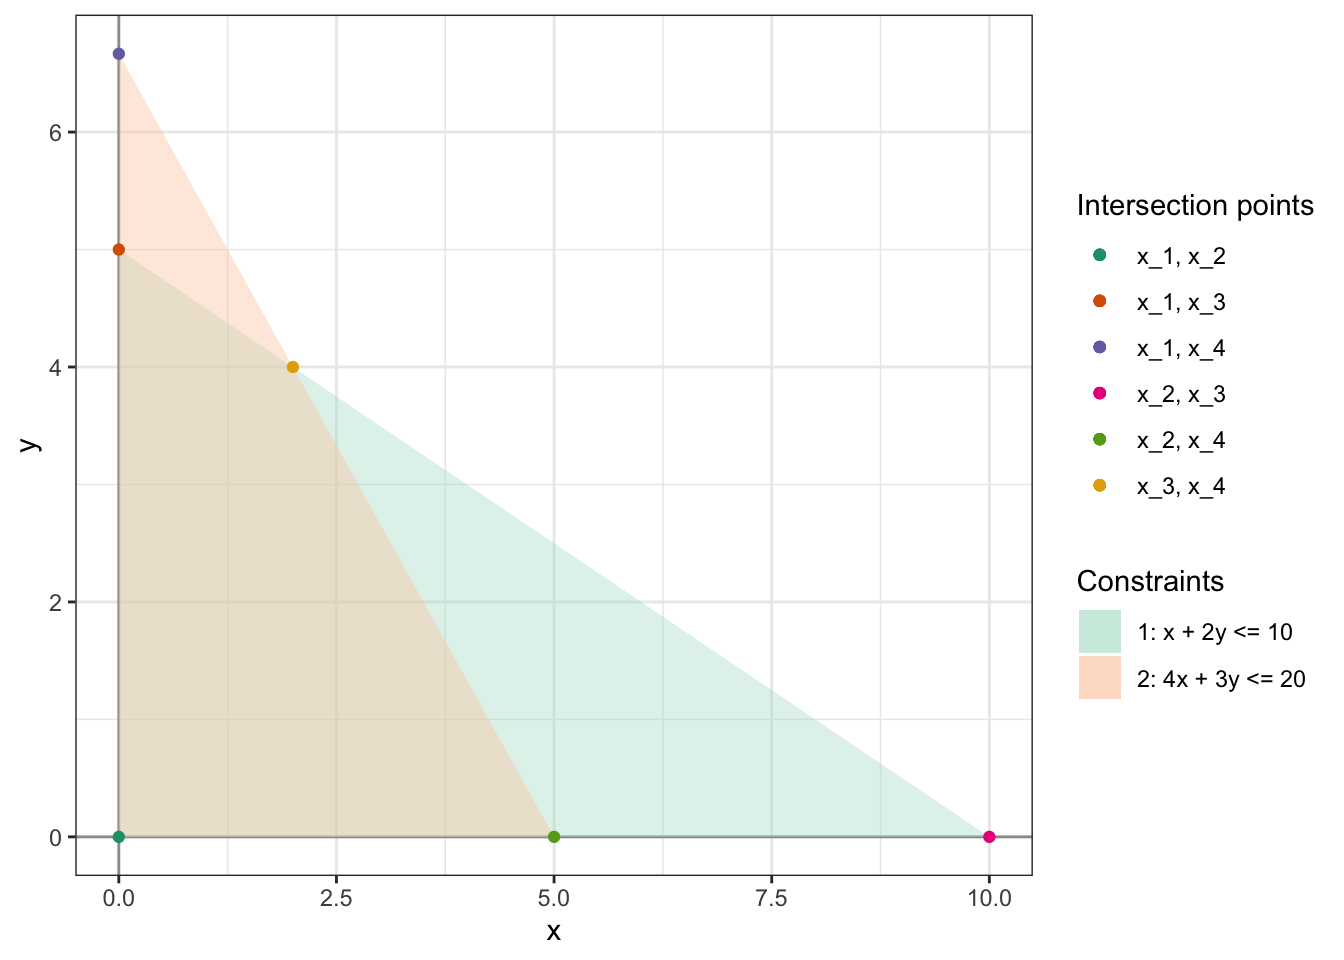 6
4
2
0
y
0.0 2.5 5.0 7.5 10.0
x
Intersection points
x_1, x_2
x_1, x_3
x_1, x_4
x_2, x_3
x_2, x_4
x_3, x_4
Constraints
1: x + 2y <= 10
2: 4x + 3y <= 20